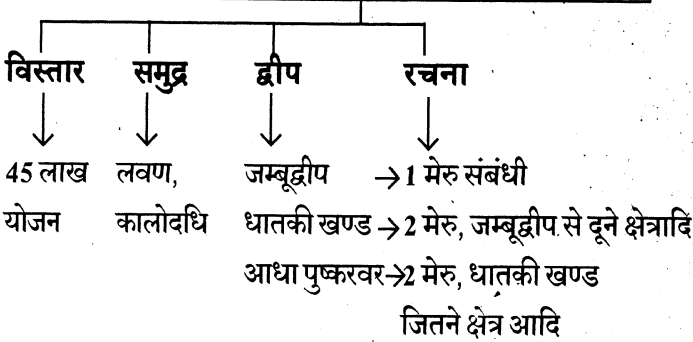 विस्तार समुद्र द्वीप रचना
45 लाख लवण, जम्बूद्वीप →1 मेरु संबंधी
योजन कालोदधि धातकी खण्ड →2 मेरु, जम्बूद्वीप से दूने क्षेत्रादि
आधा पुष्करवर→2 मेरु, धातकी खण्ड
जितने क्षेत्र आदि